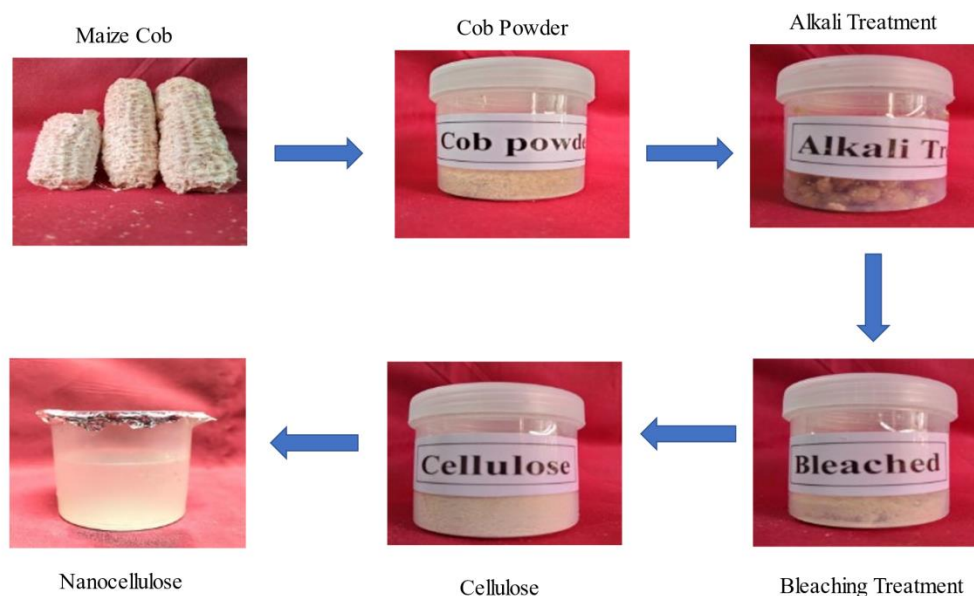 Maize Cob
Cob Powder
Alkali Treatment
Cob powde
Alkali Tr
Cellulose
Bleached
Nanocellulose
Cellulose
Bleaching Treatment